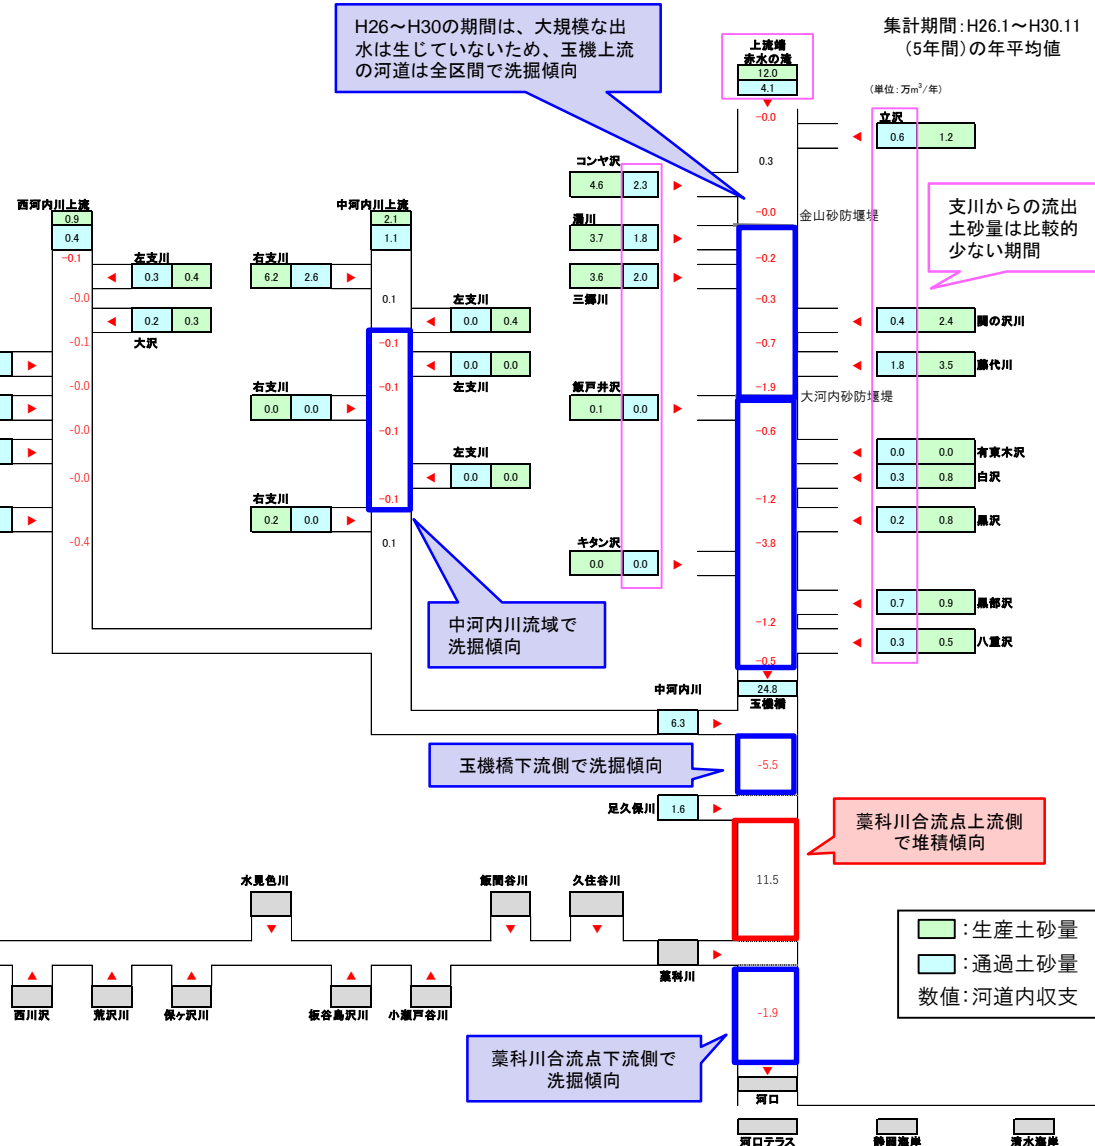 H26～H30の期間は、大規模な出
水は生じていないため、玉機上流
の河道は全区間で洗掘傾向
集計期間：H26.1～H30.11
（5年間）の年平均値
（単位：万m³/年）
上流端
赤水の滝
12.0
4.1
-0.0
立沢
0.6 1.2
0.3
コンヤ沢
4.6 2.3
-0.0
金山砂防堰堤
支川からの流出
土砂量は比較的
少ない期間
西河内川上流
0.9
0.4
-0.1
中河内川上流
2.1
1.1
湯川
3.7 1.8
-0.2
左支川
0.3 0.4
右支川
6.2 2.6
3.6 2.0
三郷川
-0.0
0.1
-0.3
左支川
0.0 0.4
0.2 0.3
大沢
0.4 2.4
関の沢川
-0.1
-0.1
-0.7
0.0 0.0
左支川
1.8 3.5
藤代川
-0.0
-0.1
-1.9
右支川
0.0 0.0
飯戸井沢
0.1 0.0
大河内砂防堰堤
-0.0
-0.1
-0.6
左支川
0.0 0.0
0.0 0.0
有東木沢
0.3 0.8
白沢
-0.0
-0.1
-1.2
右支川
0.2 0.0
0.2 0.8
黒沢
-0.4
0.1
-3.8
キタン沢
0.0 0.0
0.7 0.9
黒部沢
中河内川流域で
洗掘傾向
-1.2
0.3 0.5
八重沢
-0.5
24.8
玉機橋
中河内川
6.3
玉機橋下流側で洗掘傾向
-5.5
足久保川
1.6
藁科川合流点上流側
で堆積傾向
11.5
水見色川
飯間谷川
久住谷川
藁科川
西川沢
荒沢川
保ヶ沢川
板谷島沢川
小瀬戸谷川
：生産土砂量
：通過土砂量
数値：河道内収支
-1.9
藁科川合流点下流側で
洗掘傾向
河口
河口テラス
静岡海岸
清水海岸